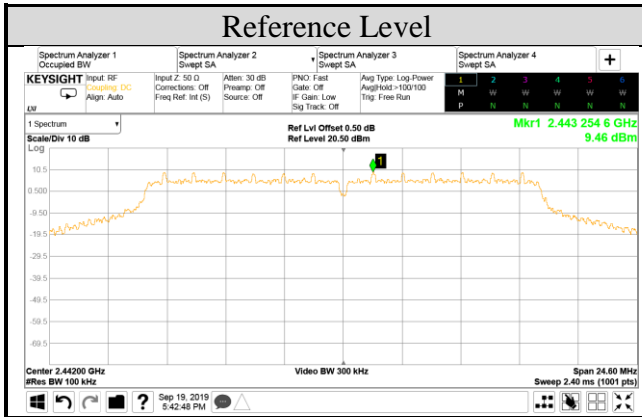 Reference Level
Spectrum Analyzer 1
Occupied BW
Spectrum Analyzer 2
Swept SA
Spectrum Analyzer 3
Swept SA
Spectrum Analyzer 4
Swept SA
KEYSIGHT
LXI
Input: RF
Coupling: DC
Align: Auto
Input Z: 50 Ω
Corrections: Off
Freq Ref: Int (S)
Atten: 30 dB
Preamp: Off
Source: Off
PNO: Fast
Gate: Off
IF Gain: Low
Sig Track: Off
Avg Type: Log-Power
Avg|Hold:>100/100
Trig: Free Run
1 2 3 4 5 6
M W W W W W
P N N N N N
1 Spectrum
Scale/Div 10 dB
Ref Lvl Offset 0.50 dB
Ref Level 20.50 dBm
Mkr1 2.443 254 6 GHz
9.46 dBm
Log
1
10.5
0.500
-9.50
-19.5
-29.5
-39.5
-49.5
-59.5
-69.5
Center 2.44200 GHz
#Res BW 100 kHz
Video BW 300 kHz
Span 24.60 MHz
Sweep 2.40 ms (1001 pts)
?
Sep 19, 2019
5:42:48 PM